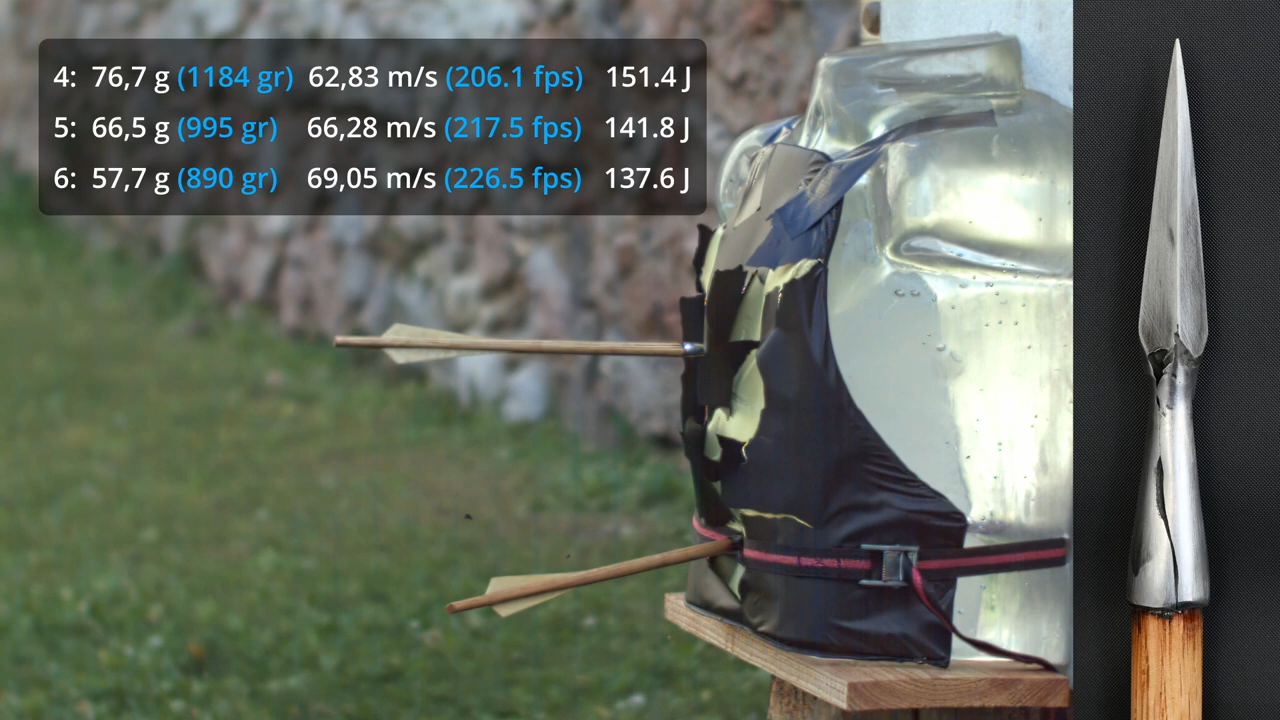 4: 76,7 g (1184 gr) 62,83 m/s (206.1 fps) 151.4 J
5: 66,5 g (995 gr) 66,28 m/s (217.5 fps) 141.8 J
6: 57,7 g (890 gr) 69,05 m/s (226.5 fps) 137.6 J